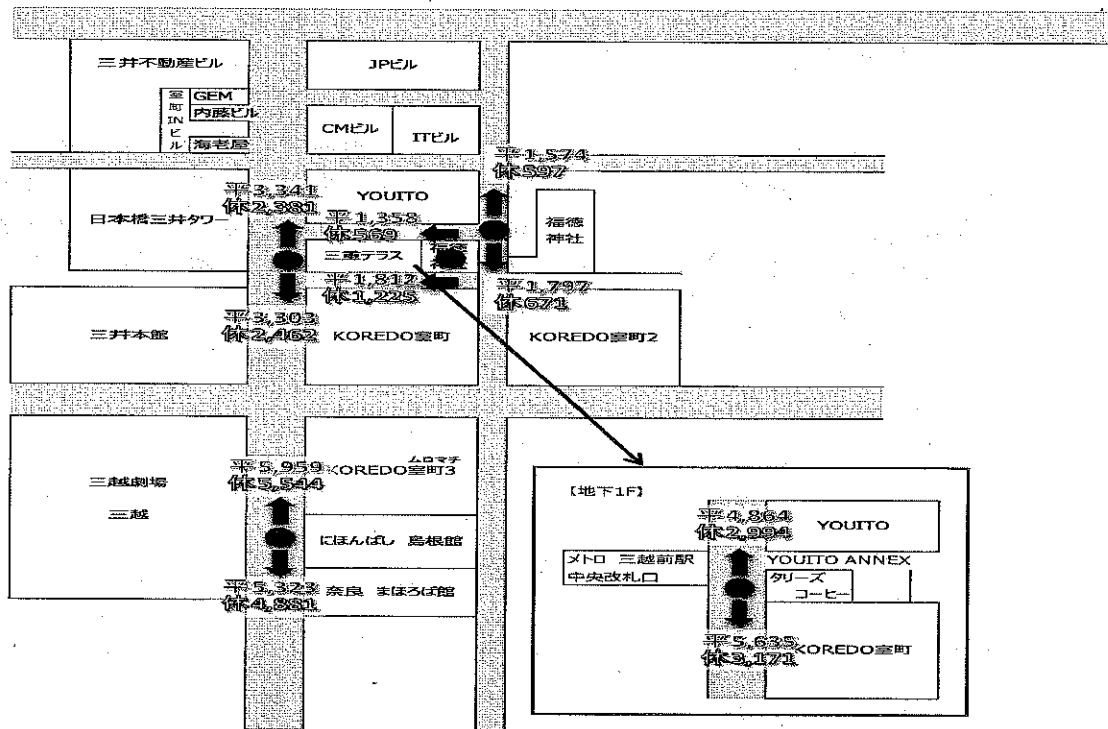 三井不動産ビル
室町INビル
GEM
内藤ビル
海老屋
JPビル
CMビル
ITビル
平1,574
休597
平3,341
休2,381
YOUITO
平1,358
休569
日本橋三井タワー
三重テラス
福徳
神社
平1,812
休1,225
平1,797
休671
平3,303
休2,462
三井本館
KOREDO室町
KOREDO室町2
ムロマチ
平5,959
休5,544
KOREDO室町3
三越劇場
三越
にほんばし 島根館
平5,323
休4,881
奈良 まほろば館
【地下1F】
平4,864
休2,994
YOUITO
メトロ 三越前駅
中央改札口
YOUITO ANNEX
タリーズ
コーヒー
平5,635
休3,171
KOREDO室町